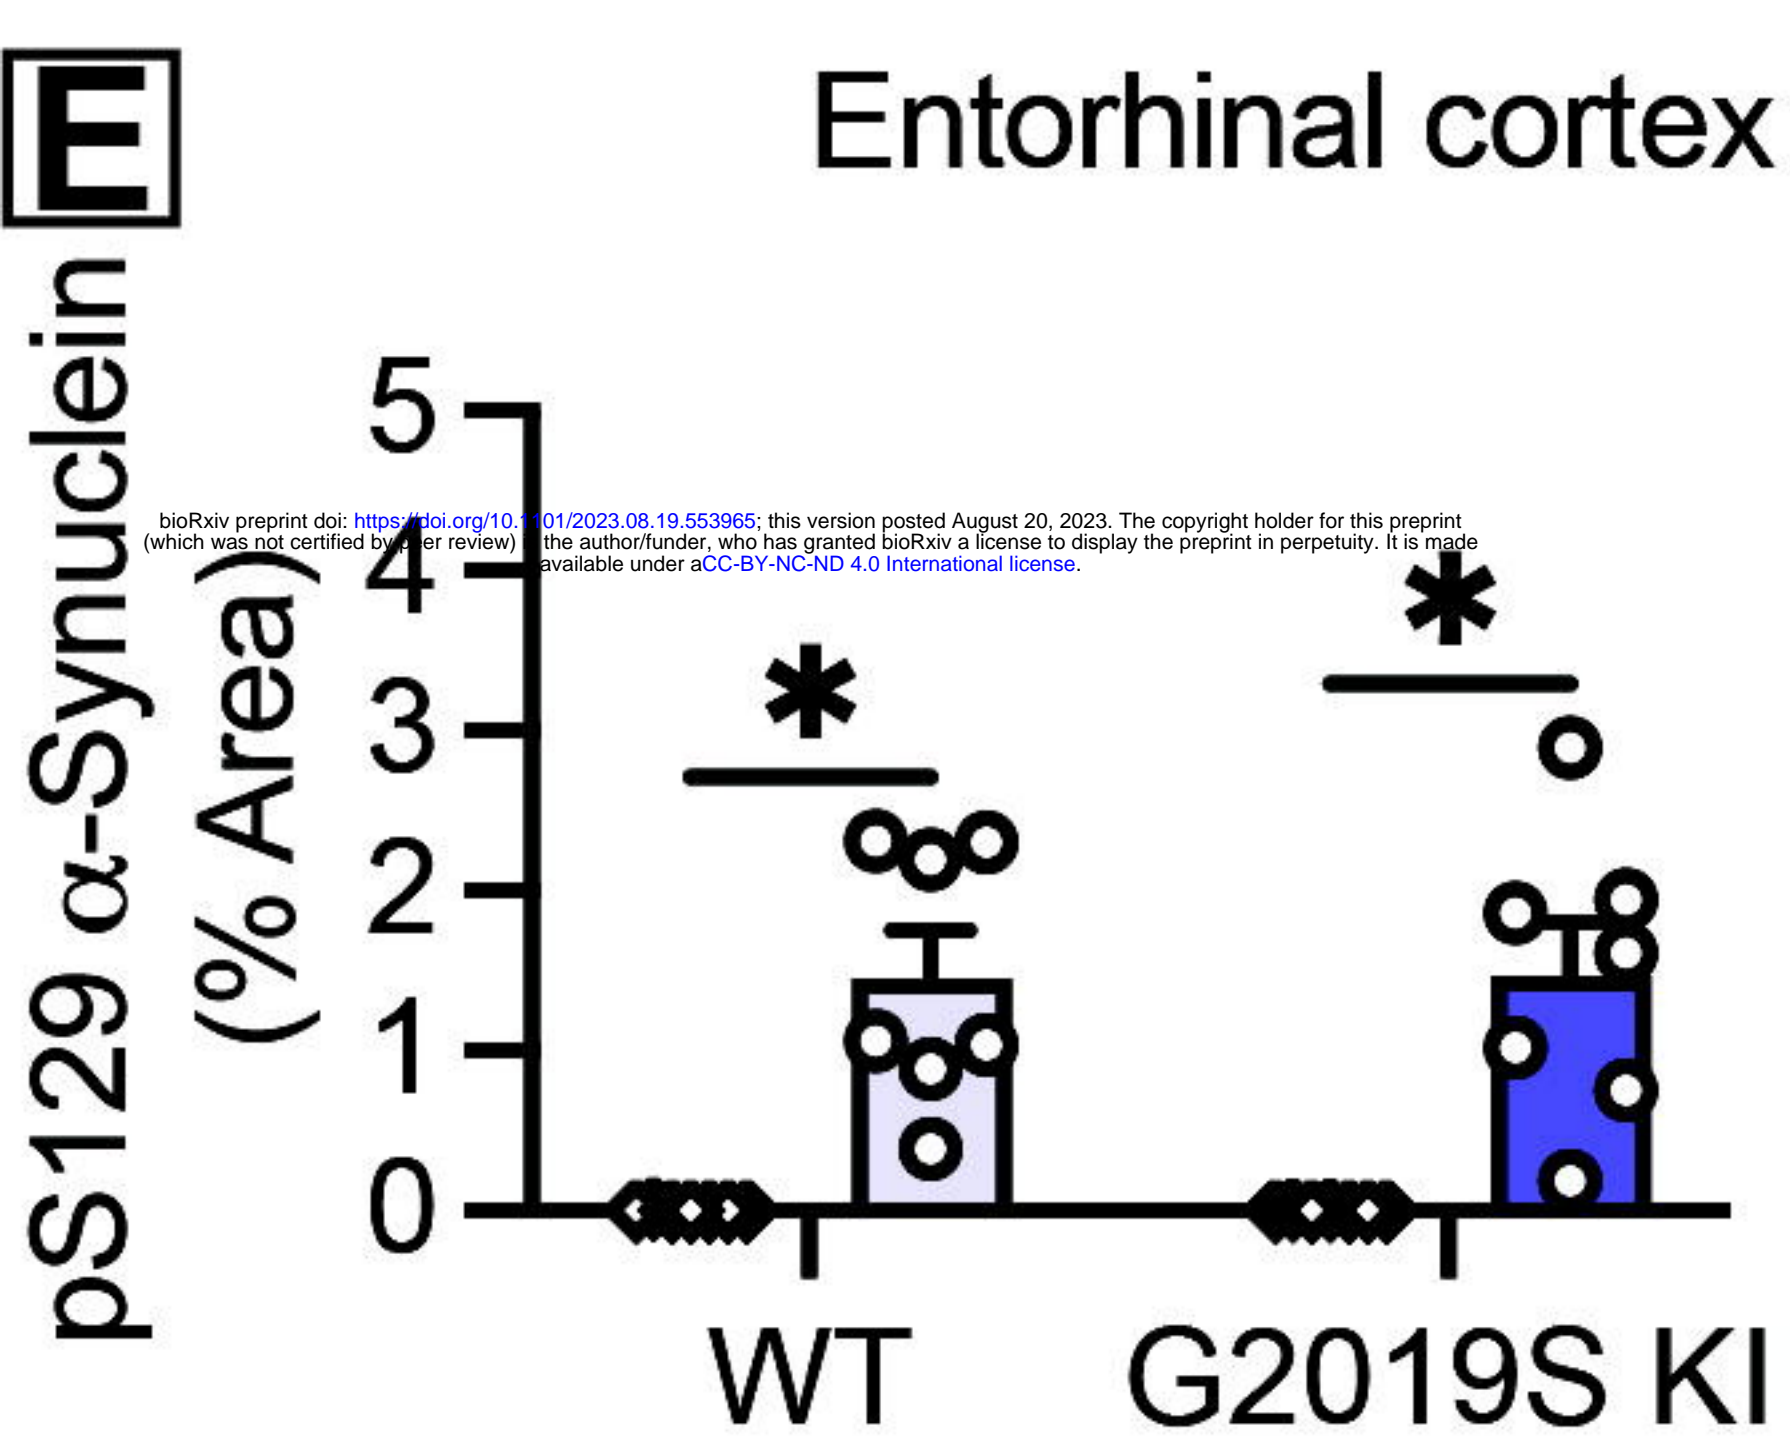 E
Entorhinal cortex
pS129 α-Synuclein
(% Area)
5
bioRxiv preprint doi: https://doi.org/10.1101/2023.08.19.553965; this version posted August 20, 2023. The copyright holder for this preprint
(which was not certified by peer review) is the author/funder, who has granted bioRxiv a license to display the preprint in perpetuity. It is made
available under aCC-BY-NC-ND 4.0 International license.
4
*
*
3
2
1
0
WT
G2019S KI